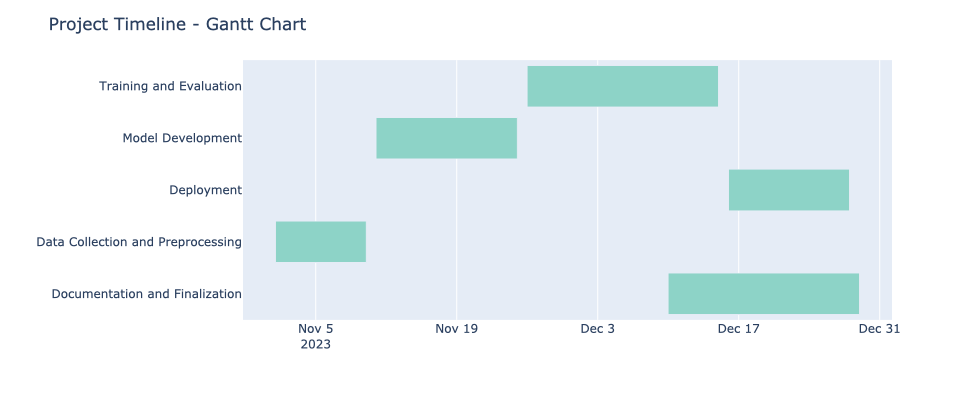 Project Timeline - Gantt Chart
Training and Evaluation
Model Development
Deployment
Data Collection and Preprocessing
Documentation and Finalization
Nov 5 Nov 19 Dec 3 Dec 17 Dec 31
2023